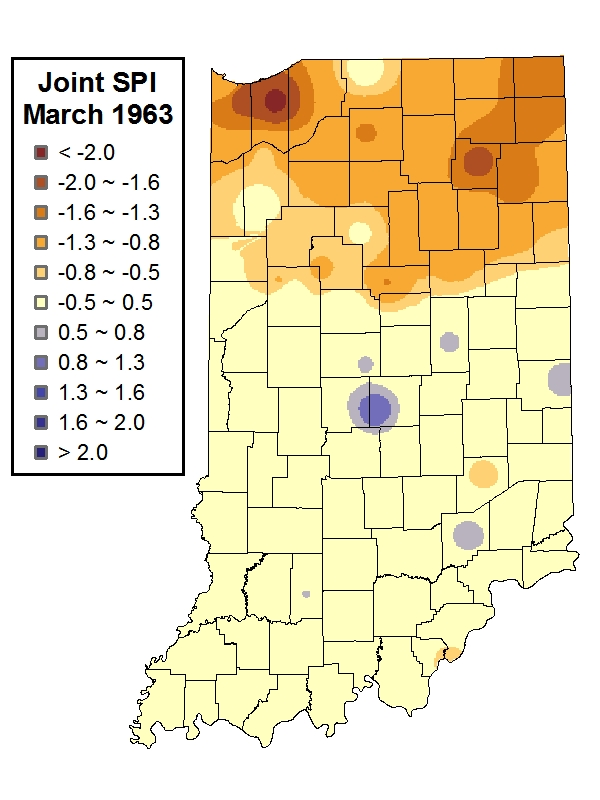 Joint SPI
March 1963
< -2.0
-2.0 ~ -1.6
-1.6 ~ -1.3
-1.3 ~ -0.8
-0.8 ~ -0.5
-0.5 ~ 0.5
0.5 ~ 0.8
0.8 ~ 1.3
1.3 ~ 1.6
1.6 ~ 2.0
> 2.0